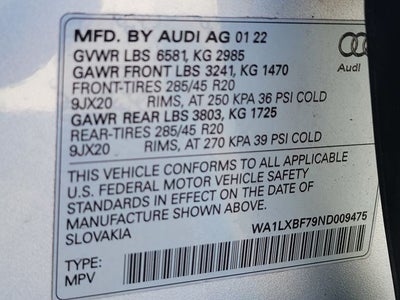 MFD. BY AUDI AG 01 22
GVWR LBS 6581, KG 2985
GAWR FRONT LBS 3241, KG 1470
FRONT-TIRES 285/45 R20
9JX20 RIMS, AT 250 KPA 36 PSI COLD
GAWR REAR LBS 3803, KG 1725
REAR-TIRES 285/45 R20
9JX20 RIMS, AT 270 KPA 39 PSI COLD
Audi
THIS VEHICLE CONFORMS TO ALL APPLICABLE
U.S. FEDERAL MOTOR VEHICLE SAFETY
STANDARDS IN EFFECT ON THE DATE OF
MANUFACTURE SHOWN ABOVE.
SLOVAKIA
WA1LXBF79ND009475
TYPE:
MPV